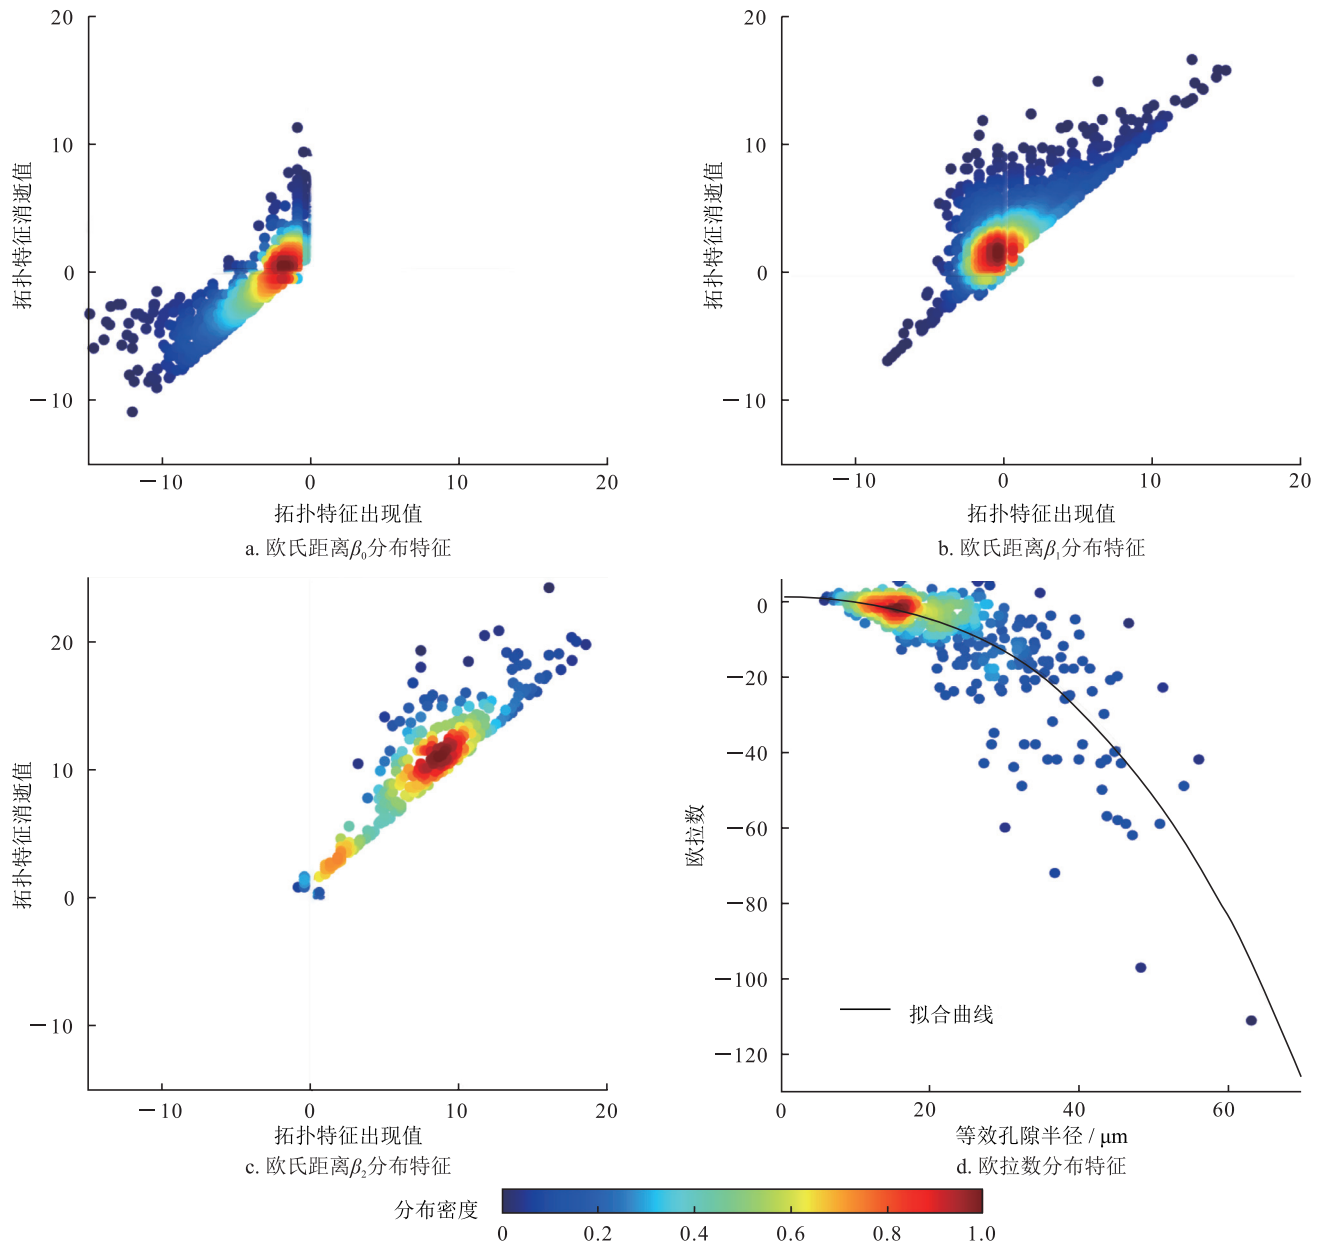 20
10
0
−10
拓扑特征消逝值
−10
0
10
20
拓扑特征出现值
a. 欧氏距离β₀分布特征
20
10
0
−10
拓扑特征消逝值
−10
0
10
20
拓扑特征出现值
b. 欧氏距离β₁分布特征
20
10
0
−10
拓扑特征消逝值
−10
0
10
20
拓扑特征出现值
c. 欧氏距离β₂分布特征
0
−20
−40
−60
−80
−100
−120
欧拉数
拟合曲线
0
20
40
60
等效孔隙半径 / μm
d. 欧拉数分布特征
分布密度
0
0.2
0.4
0.6
0.8
1.0